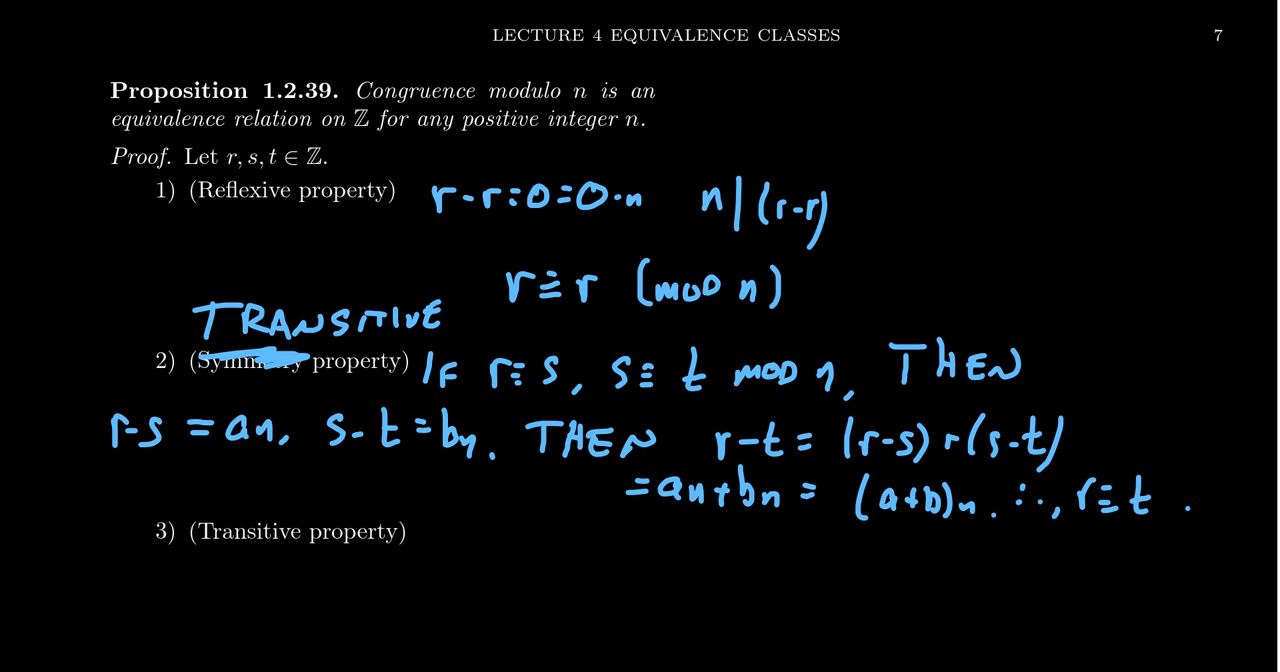 LECTURE 4 EQUIVALENCE CLASSES 7
Proposition 1.2.39. Congruence modulo n is an
equivalence relation on ℤ for any positive integer n.
Proof. Let r, s, t ∈ ℤ.
1) (Reflexive property) r-r=0=0·n n|(r-r)
r≡r (MOD n)
TRANSITIVE
2) (Symmetry property) IF r≡s, s≡t MOD n, THEN
r-s=an, s-t=bn. THEN r-t=(r-s)+(s-t)
=an+bn=(a+b)n. ∴, r≡t.
3) (Transitive property)